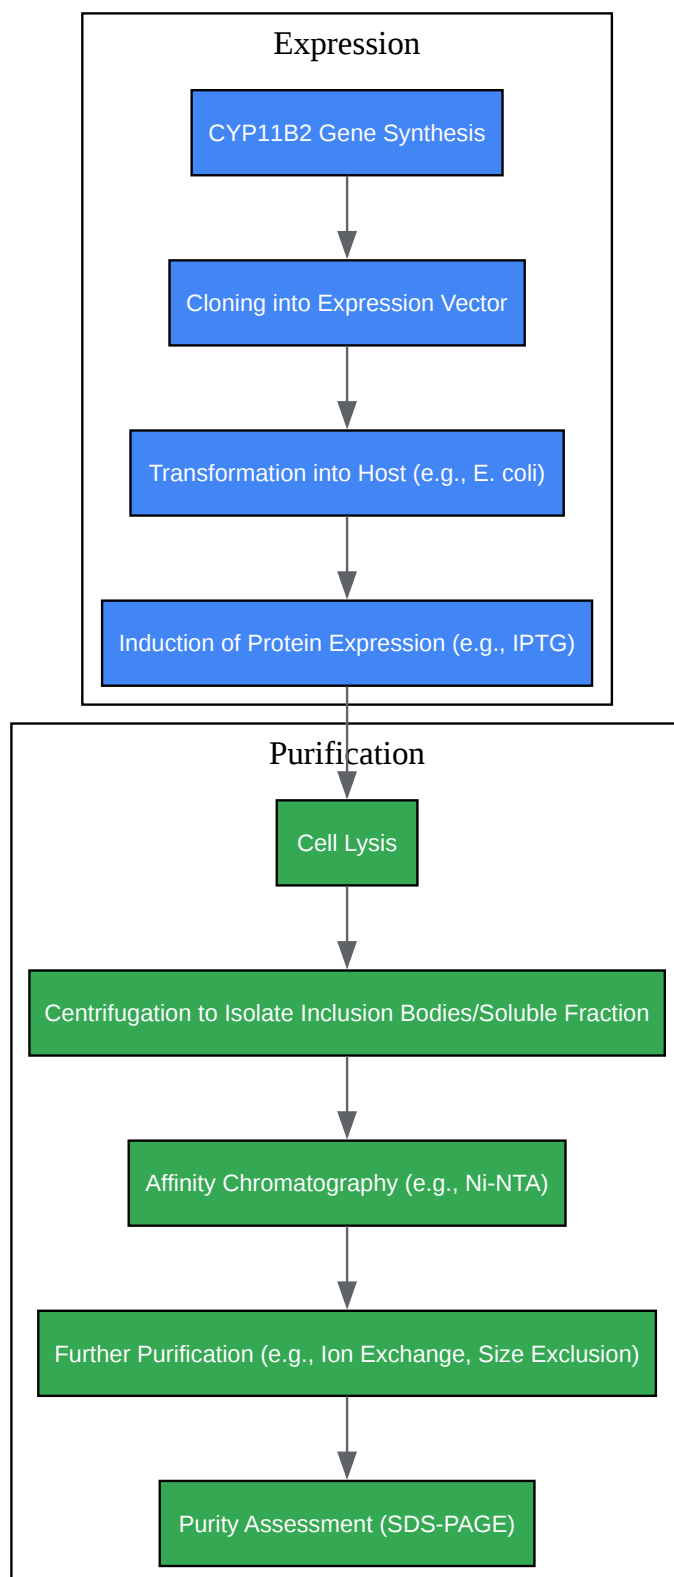 Expression
CYP11B2 Gene Synthesis
Cloning into Expression Vector
Transformation into Host (e.g., E. coli)
Induction of Protein Expression (e.g., IPTG)
Purification
Cell Lysis
Centrifugation to Isolate Inclusion Bodies/Soluble Fraction
Affinity Chromatography (e.g., Ni-NTA)
Further Purification (e.g., Ion Exchange, Size Exclusion)
Purity Assessment (SDS-PAGE)